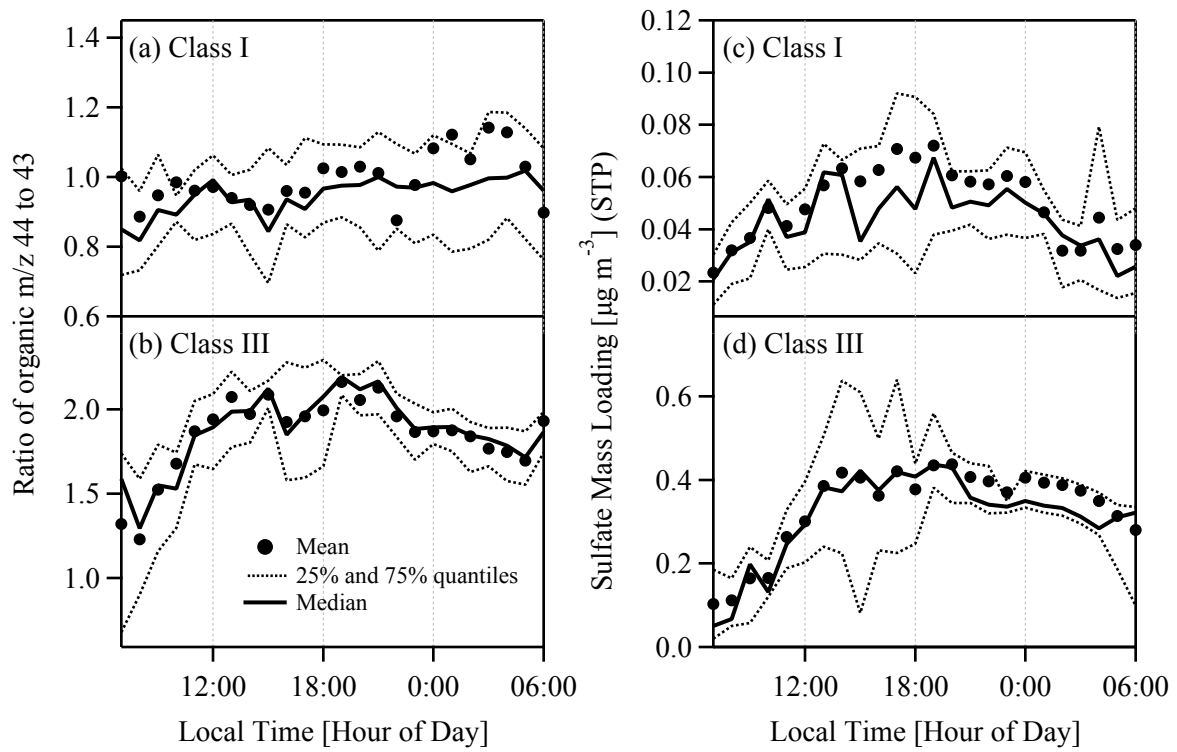 Ratio of organic m/z 44 to 43
1.4
1.2
1.0
0.8
0.6
(a) Class I
2.0
1.5
1.0
(b) Class III
Mean
25% and 75% quantiles
Median
12:00
18:00
0:00
06:00
Local Time [Hour of Day]
Sulfate Mass Loading [µg m⁻³] (STP)
0.12
0.10
0.08
0.06
0.04
0.02
(c) Class I
0.6
0.4
0.2
0.0
(d) Class III
12:00
18:00
0:00
06:00
Local Time [Hour of Day]